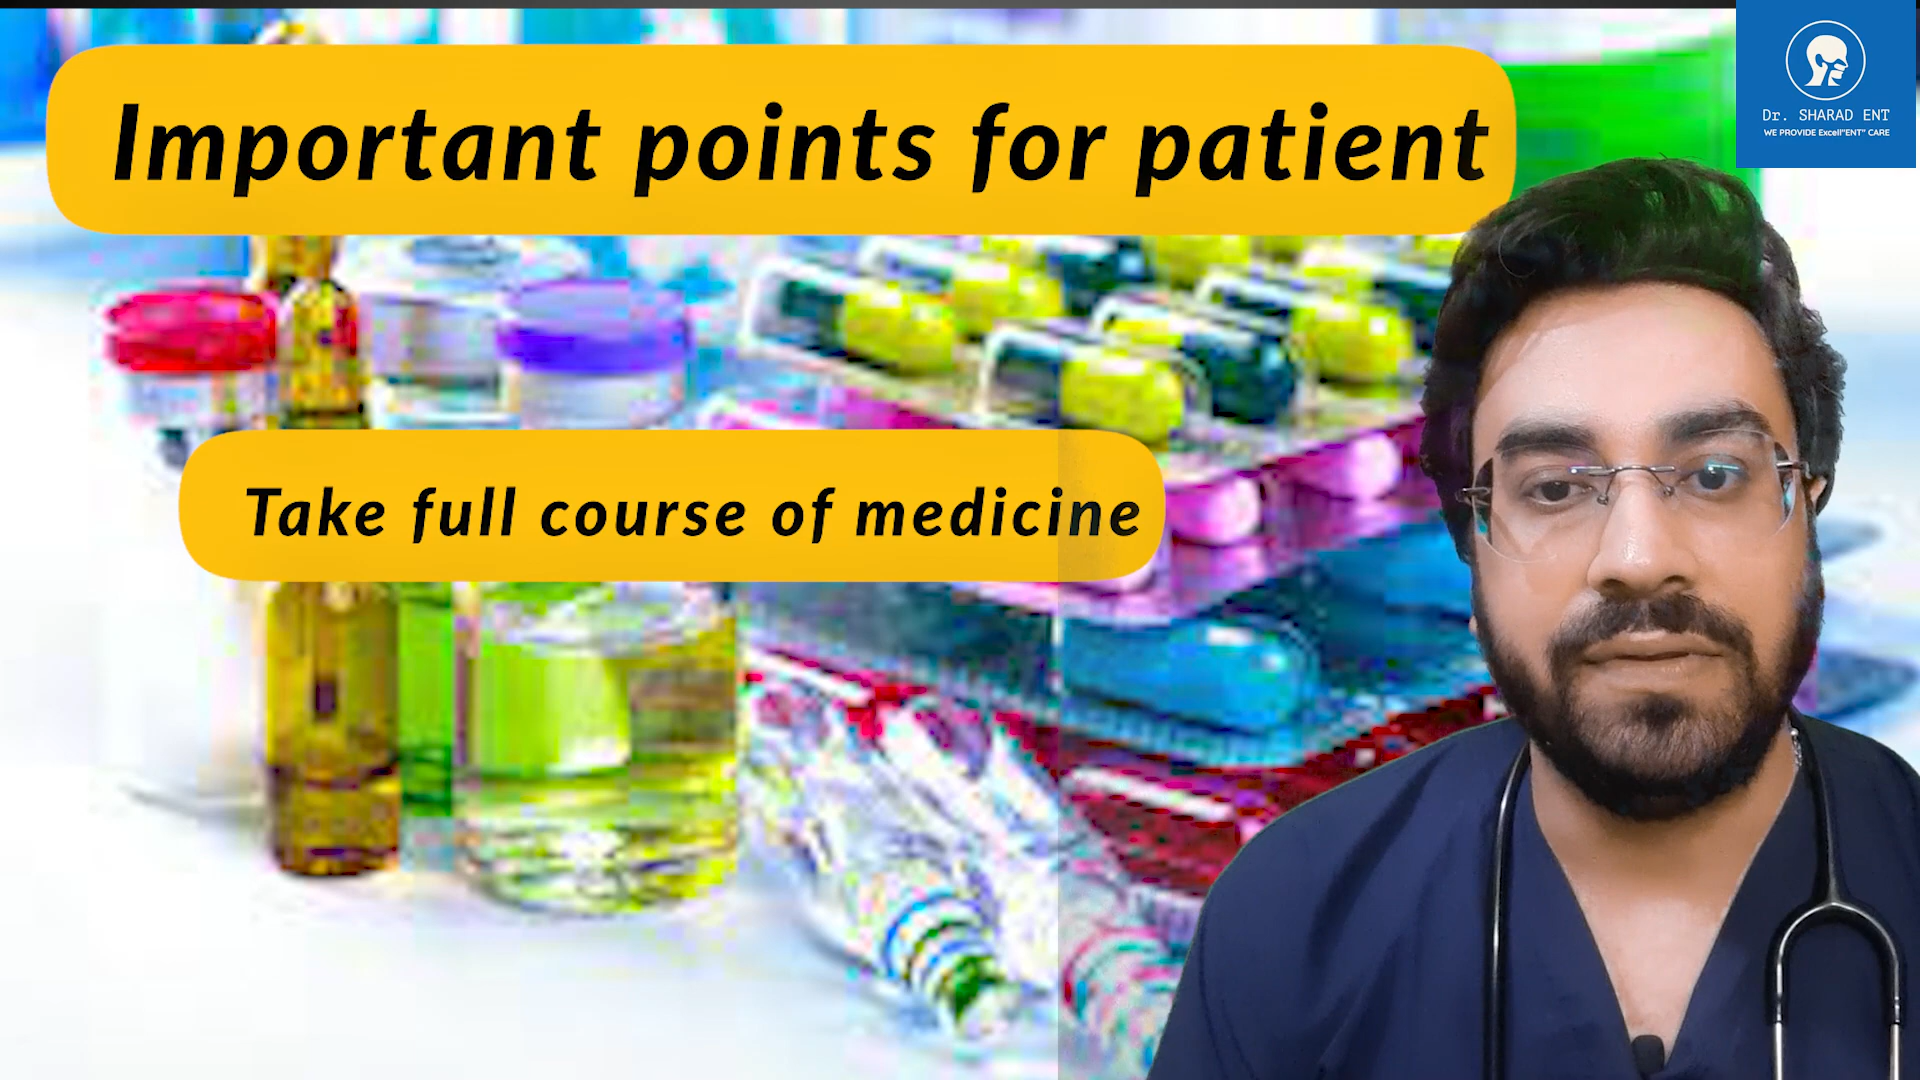 Important points for patient
Dr. SHARAD ENT
WE PROVIDE Excell"ENT" CARE
Take full course of medicine